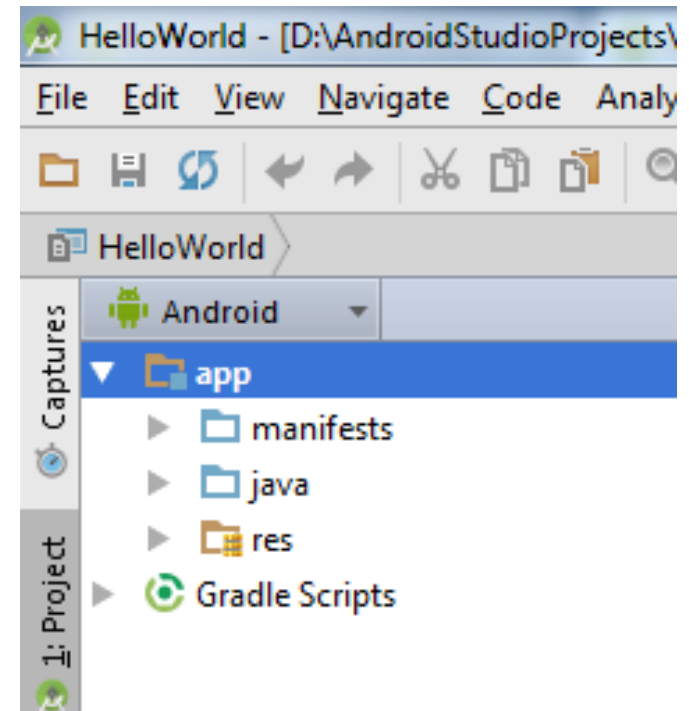 HelloWorld - [D:\AndroidStudioProjects\
File Edit View Navigate Code Analy
HelloWorld
Captures
Android
app
manifests
java
res
Gradle Scripts
1: Project